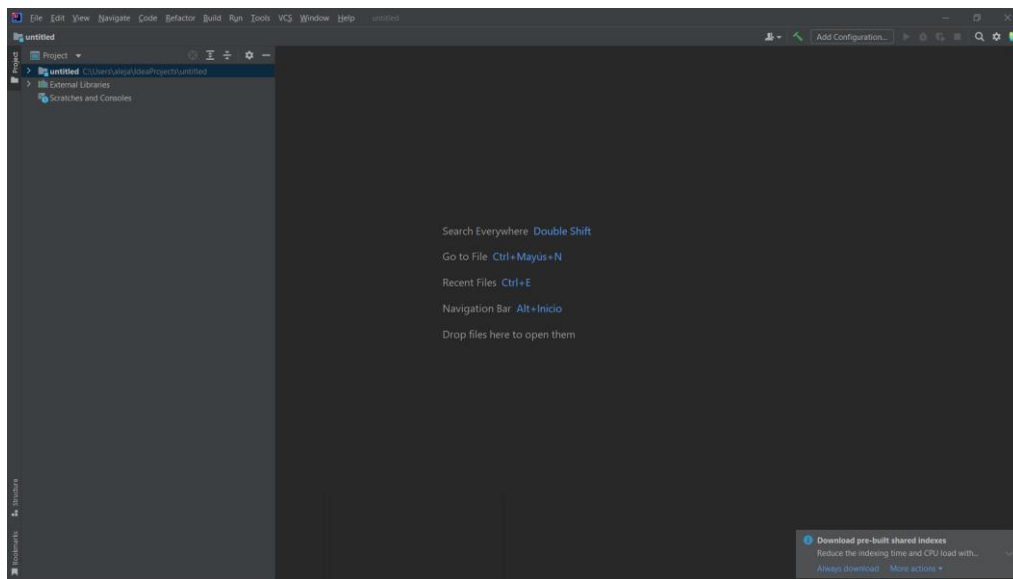 File Edit View Navigate Code Refactor Build Run Tools VCS Window Help untitled
untitled
Add Configuration...
Project
Project
untitled C:\Users\aleja\IdeaProjects\untitled
External Libraries
Scratches and Consoles
Search Everywhere Double Shift
Go to File Ctrl+Mayús+N
Recent Files Ctrl+E
Navigation Bar Alt+Inicio
Drop files here to open them
Structure
Bookmarks
Download pre-built shared indexes
Reduce the indexing time and CPU load with...
Always download More actions